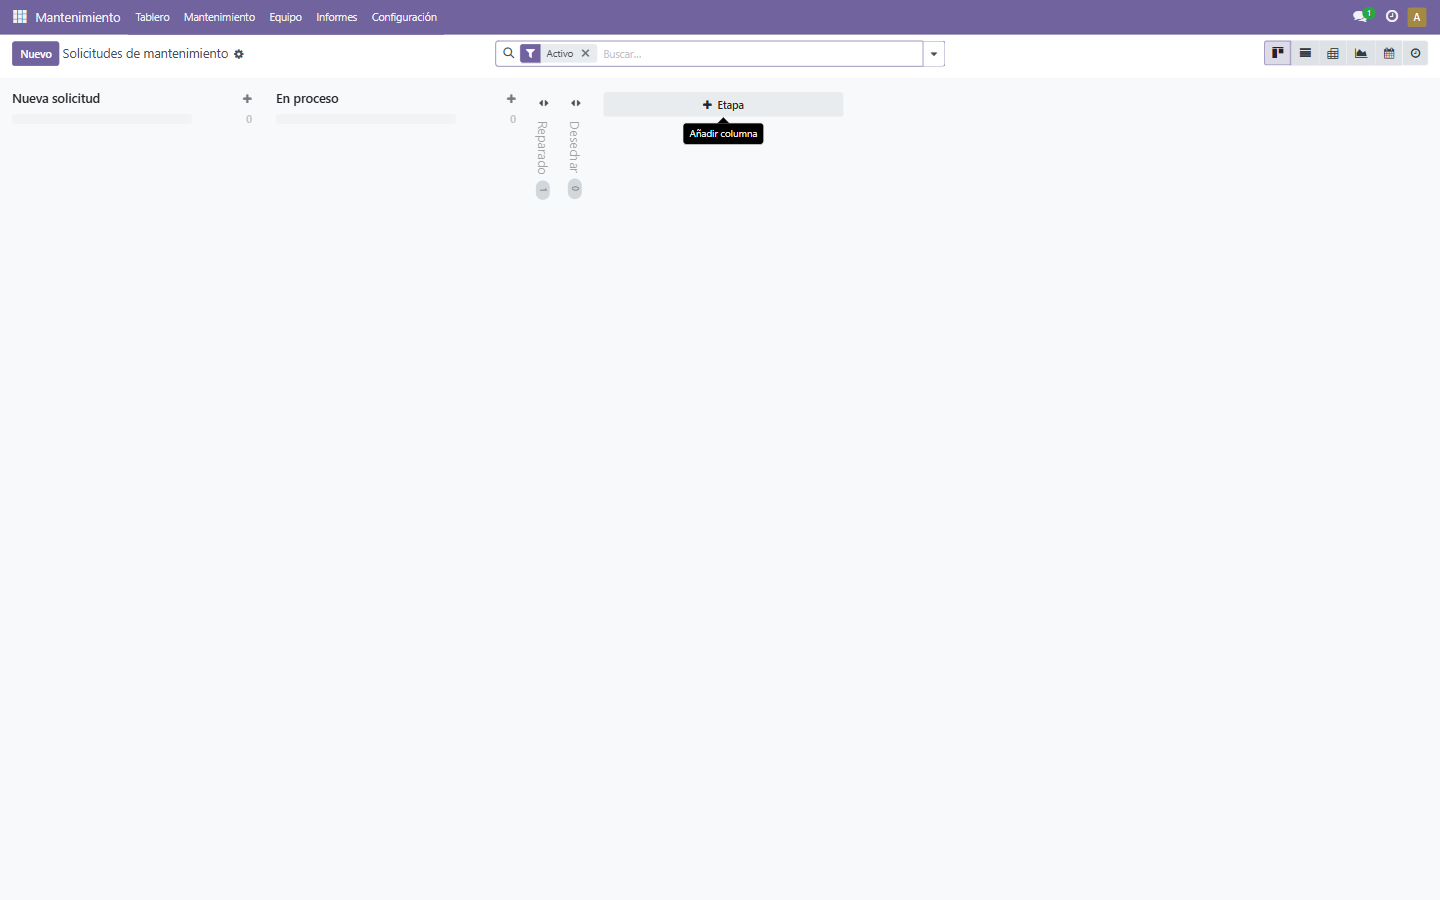 Mantenimiento Tablero Mantenimiento Equipo Informes Configuración 1 A
Nuevo Solicitudes de mantenimiento Activo Buscar...
Nueva solicitud
0
En proceso
0
Reparado 1
Desechar 0
Etapa
Añadir columna